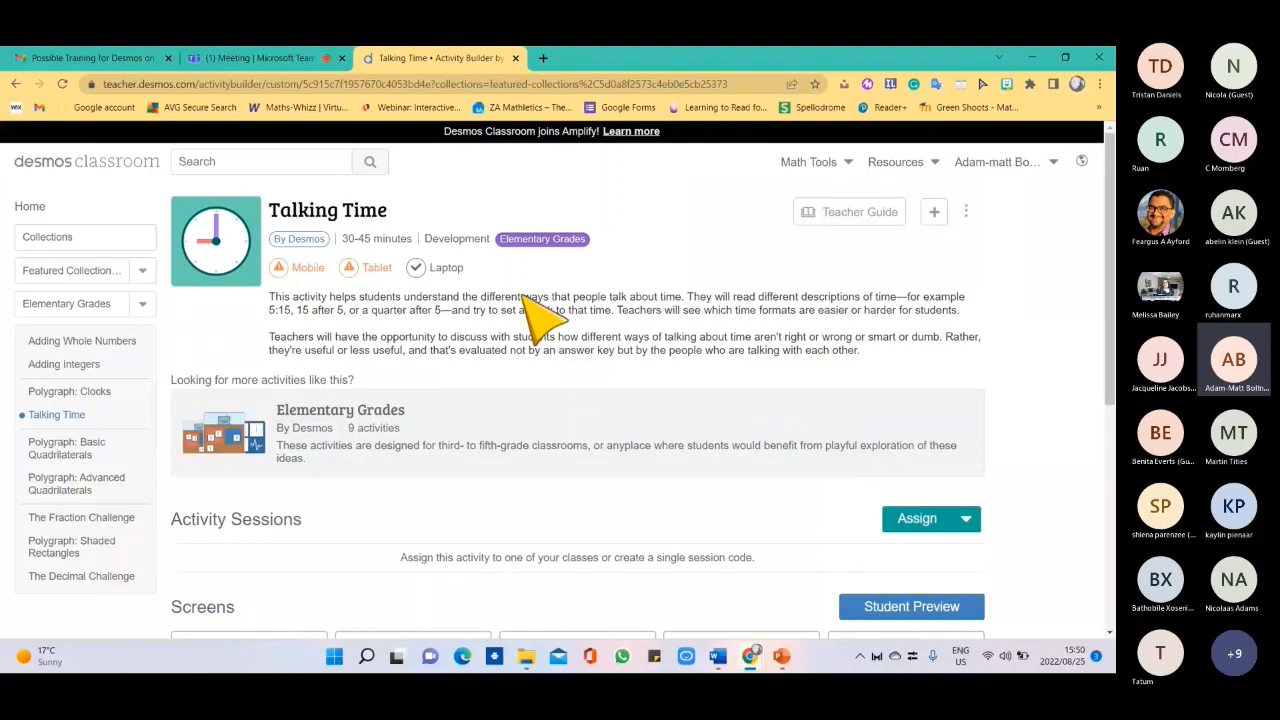 Possible Training for Desmos on
(1) Meeting | Microsoft Team
Talking Time • Activity Builder by
teacher.desmos.com/activitybuilder/custom/5c915c7f1957670c4053bd4e?collections=featured-collections%2C5d0a8f2573c4eb0e5cb25373
Google account
AVG Secure Search
Maths-Whizz | Virtu...
Webinar: Interactive...
ZA Mathletics – The...
Google Forms
Learning to Read fo...
Spellodrome
Reader+
Green Shoots – Mat...
Desmos Classroom joins Amplify! Learn more
desmos classroom
Search
Math Tools
Resources
Adam-matt Bo...
Home
Collections
Featured Collection...
Elementary Grades
Adding Whole Numbers
Adding Integers
Polygraph: Clocks
Talking Time
Polygraph: Basic
Quadrilaterals
Polygraph: Advanced
Quadrilaterals
The Fraction Challenge
Polygraph: Shaded
Rectangles
The Decimal Challenge
Talking Time
Teacher Guide
By Desmos
30-45 minutes
Development
Elementary Grades
Mobile
Tablet
Laptop
This activity helps students understand the different ways that people talk about time. They will read different descriptions of time—for example
5:15, 15 after 5, or a quarter after 5—and try to set a to that time. Teachers will see which time formats are easier or harder for students.
Teachers will have the opportunity to discuss with students how different ways of talking about time aren't right or wrong or smart or dumb. Rather,
they're useful or less useful, and that's evaluated not by an answer key but by the people who are talking with each other.
Looking for more activities like this?
Elementary Grades
By Desmos
9 activities
These activities are designed for third- to fifth-grade classrooms, or anyplace where students would benefit from playful exploration of these
ideas.
Activity Sessions
Assign
Assign this activity to one of your classes or create a single session code.
Screens
Student Preview
17°C
Sunny
ENG
US
15:50
2022/08/25
3
TD
Tristan Daniels
N
Nicola (Guest)
R
Ruan
CM
C Momberg
Feargus A Ayford
AK
abelin klein (Guest)
Melissa Bailey
R
ruhanmarx
JJ
Jacqueline Jacobs...
AB
Adam-Matt Boltn...
BE
Benita Everts (Gu...
MT
Martin Tities
SP
shiena parenzee (...
KP
kaylin pienaar
BX
Bathobile Xoseri...
NA
Nicolaas Adams
T
Tatum
+9